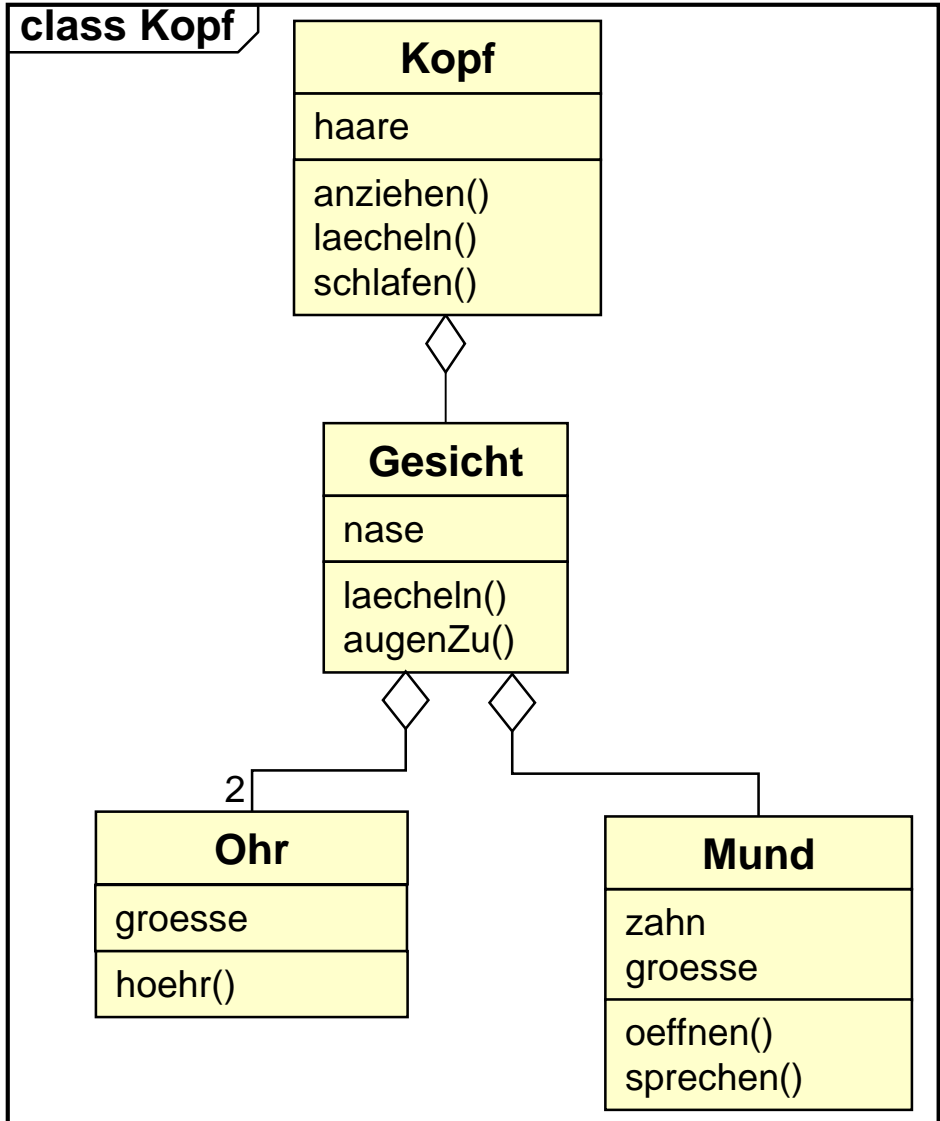 class Kopf
Kopf
haare
anziehen()
laecheln()
schlafen()
Gesicht
nase
laecheln()
augenZu()
2
Ohr
groesse
hoehr()
Mund
zahn
groesse
oeffnen()
sprechen()